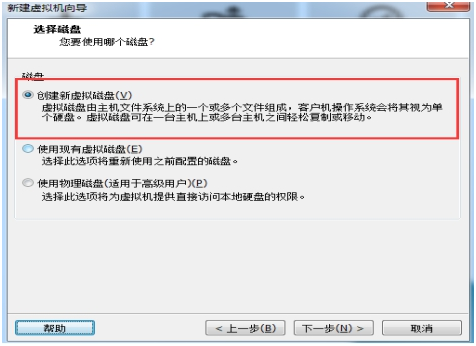 新建虚拟机向导
选择磁盘
您要使用哪个磁盘?
磁盘
创建新虚拟磁盘(V)
虚拟磁盘由主机文件系统上的一个或多个文件组成，客户机操作系统会将其视为单
个硬盘。虚拟磁盘可在一台主机上或多台主机之间轻松复制或移动。
使用现有虚拟磁盘(E)
选择此选项将重新使用之前配置的磁盘。
使用物理磁盘(适用于高级用户)(P)
选择此选项将为虚拟机提供直接访问本地硬盘的权限。
帮助 < 上一步(B) 下一步(N) > 取消